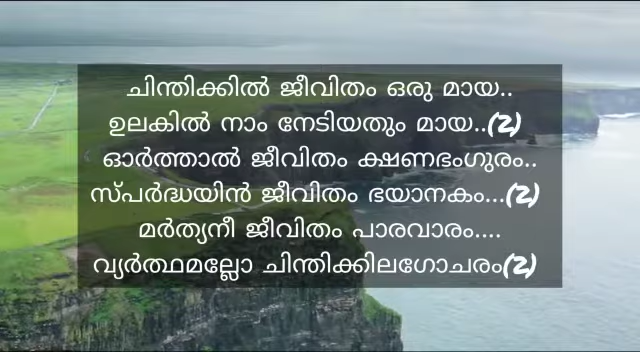 ചിന്തിക്കിൽ ജീവിതം ഒരു മായ..
ഉലകിൽ നാം നേടിയതും മായ..(2)
ഓർത്താൽ ജീവിതം ക്ഷണഭംഗുരം..
സ്പർദ്ധയിൻ ജീവിതം ഭയാനകം...(2)
മർത്യനീ ജീവിതം പാരവാരം....
വ്യർത്ഥമല്ലോ ചിന്തിക്കിലഗോചരം(2)